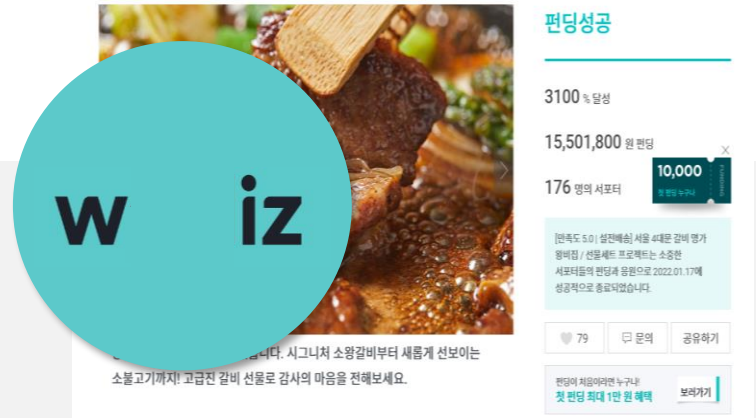 펀딩성공
3100 % 달성
15,501,800 원 펀딩
176 명의 서포터
10,000
첫 펀딩 누구나
FUNDING
w iz
[만족도 5.0 | 설전배송] 서울 4대문 갈비 명가
왕비집 / 선물세트 프로젝트는 소중한
서포터들의 펀딩과 응원으로 2022.01.17에
성공적으로 종료되었습니다.
79
문의
공유하기
니다. 시그니처 소왕갈비부터 새롭게 선보이는
소불고기까지! 고급진 갈비 선물로 감사의 마음을 전해보세요.
펀딩이 처음이라면 누구나!
첫 펀딩 최대 1만 원 혜택
보러가기